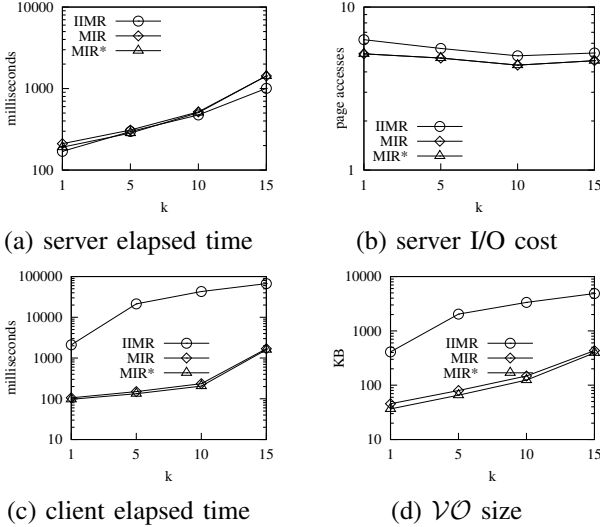 IIMR
MIR
MIR*
milliseconds
1000
100
1 5 10 15
k
(a) server elapsed time
10
page accesses
IIMR
MIR
MIR*
1
1 5 10 15
k
(b) server I/O cost
100000
10000
1000
100
10
milliseconds
IIMR
MIR
MIR*
1 5 10 15
k
(c) client elapsed time
10000
1000
100
10
KB
IIMR
MIR
MIR*
1 5 10 15
k
(d) 𝒱𝒪 size